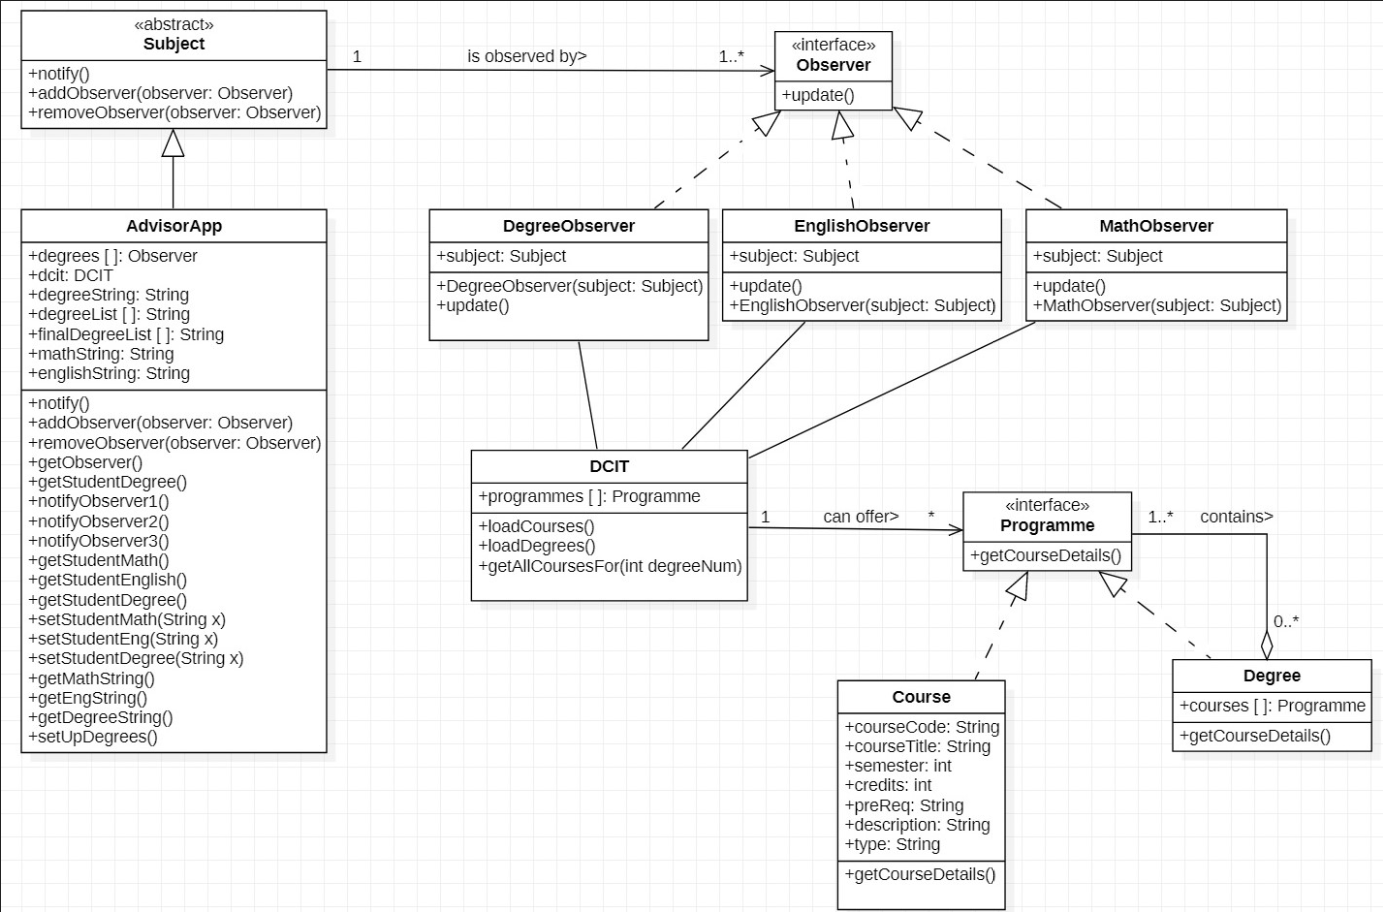 «abstract»
Subject
+notify()
+addObserver(observer: Observer)
+removeObserver(observer: Observer)
1
is observed by>
1..*
«interface»
Observer
+update()
AdvisorApp
+degrees [ ]: Observer
+dcit: DCIT
+degreeString: String
+degreeList [ ]: String
+finalDegreeList [ ]: String
+mathString: String
+englishString: String
+notify()
+addObserver(observer: Observer)
+removeObserver(observer: Observer)
+getObserver()
+getStudentDegree()
+notifyObserver1()
+notifyObserver2()
+notifyObserver3()
+getStudentMath()
+getStudentEnglish()
+getStudentDegree()
+setStudentMath(String x)
+setStudentEng(String x)
+setStudentDegree(String x)
+getMathString()
+getEngString()
+getDegreeString()
+setUpDegrees()
DegreeObserver
+subject: Subject
+DegreeObserver(subject: Subject)
+update()
EnglishObserver
+subject: Subject
+update()
+EnglishObserver(subject: Subject)
MathObserver
+subject: Subject
+update()
+MathObserver(subject: Subject)
DCIT
+programmes [ ]: Programme
+loadCourses()
+loadDegrees()
+getAllCoursesFor(int degreeNum)
1
can offer>
*
«interface»
Programme
+getCourseDetails()
1..*
contains>
0..*
Course
+courseCode: String
+courseTitle: String
+semester: int
+credits: int
+preReq: String
+description: String
+type: String
+getCourseDetails()
Degree
+courses [ ]: Programme
+getCourseDetails()